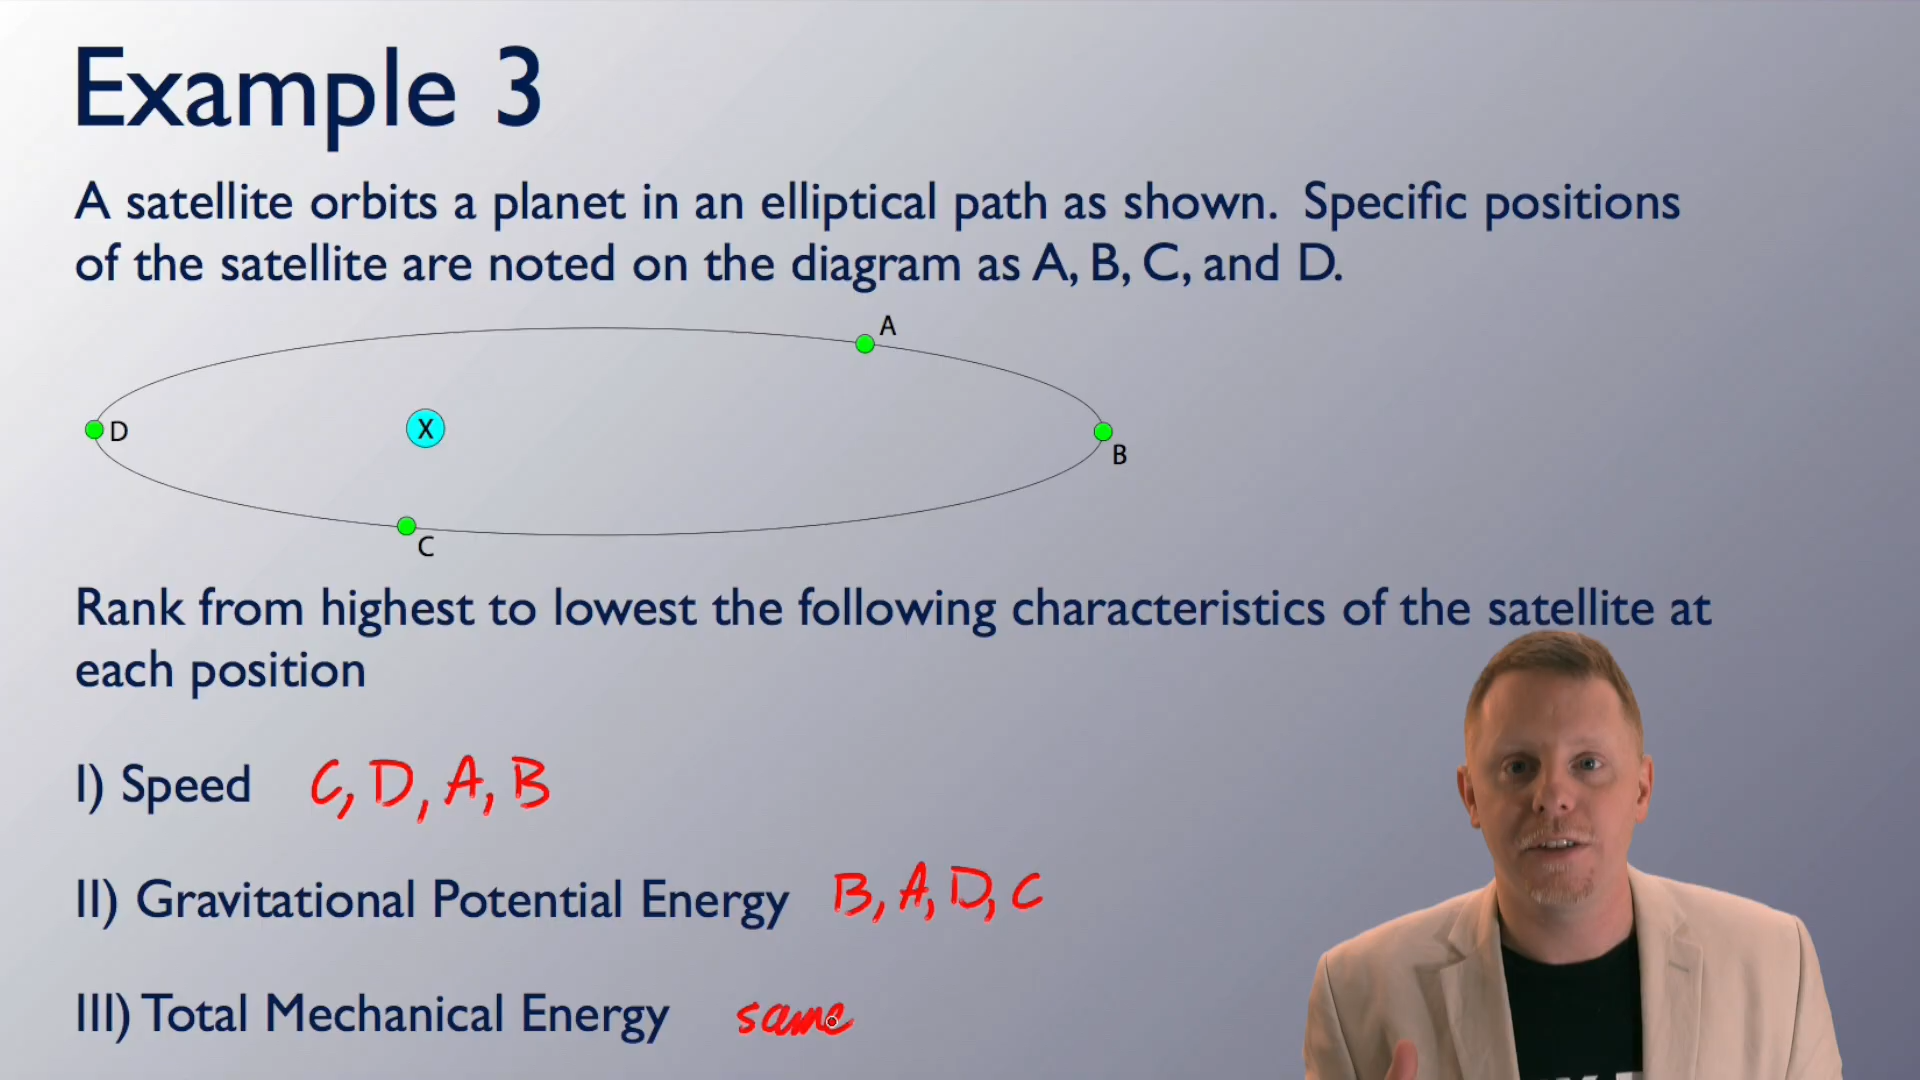 Example 3
A satellite orbits a planet in an elliptical path as shown. Specific positions
of the satellite are noted on the diagram as A, B, C, and D.
A
D
X
B
C
Rank from highest to lowest the following characteristics of the satellite at
each position
I) Speed C, D, A, B
II) Gravitational Potential Energy B, A, D, C
III) Total Mechanical Energy same